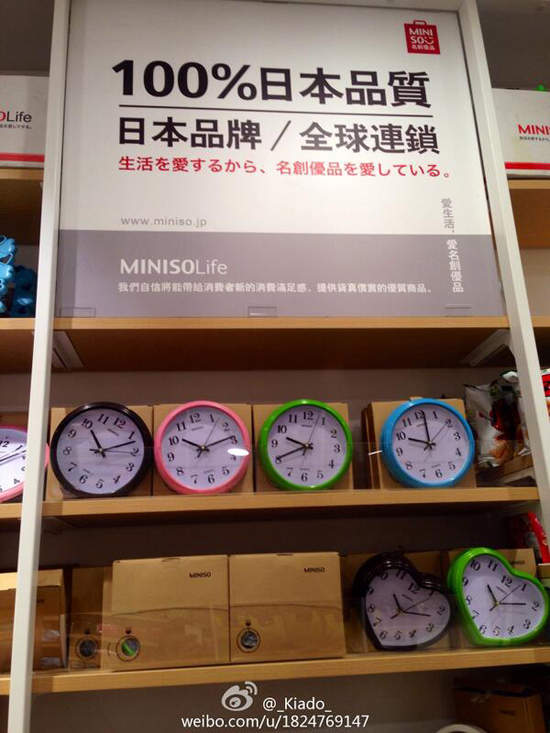 MINI
SO
名創優品
100%日本品質
日本品牌／全球連鎖
生活を愛するから、名創優品を愛している。
www.miniso.jp
愛生活，愛名創優品
MINISOLife
我們自信將能帶給消費者新的消費滿足感、提供貨真價實的優質商品。
OLife
MINIS
MINISO
MINISO
@_Kiado_
weibo.com/u/1824769147